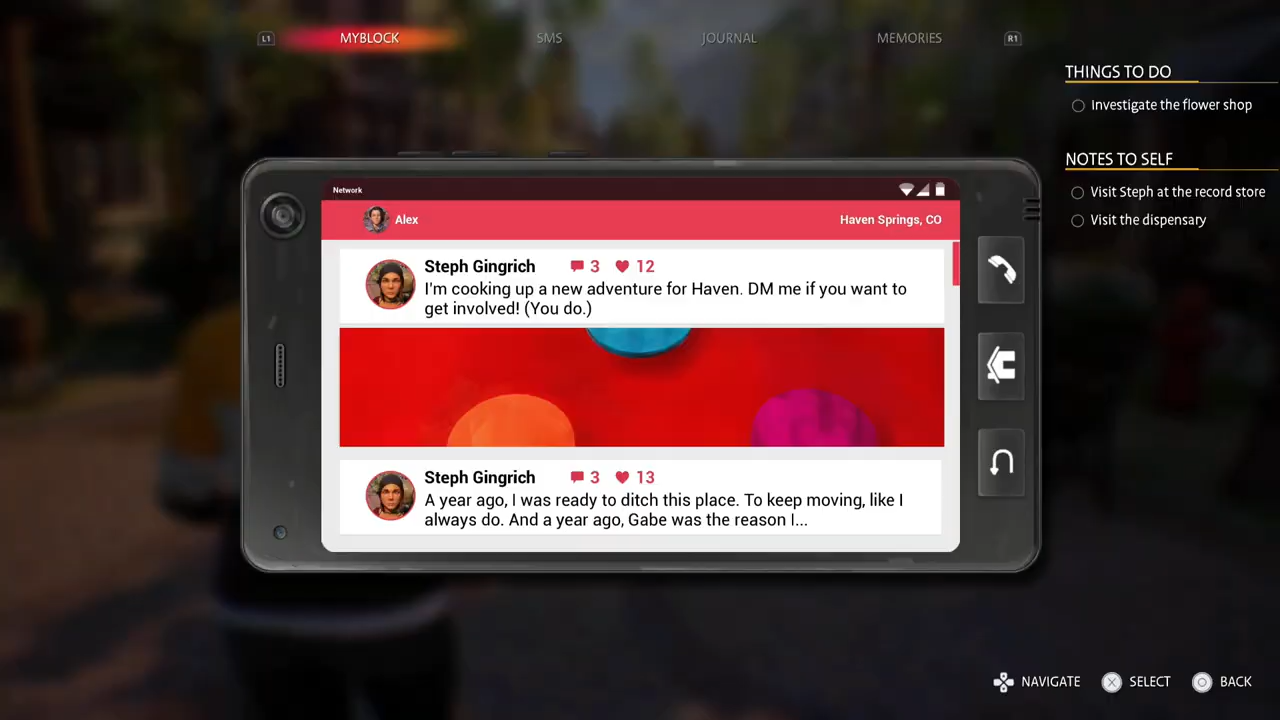 L1
MYBLOCK
SMS
JOURNAL
MEMORIES
R1
THINGS TO DO
Investigate the flower shop
NOTES TO SELF
Visit Steph at the record store
Visit the dispensary
Network
Alex
Haven Springs, CO
Steph Gingrich 3 12
I'm cooking up a new adventure for Haven. DM me if you want to
get involved! (You do.)
Steph Gingrich 3 13
A year ago, I was ready to ditch this place. To keep moving, like I
always do. And a year ago, Gabe was the reason I...
NAVIGATE
SELECT
BACK